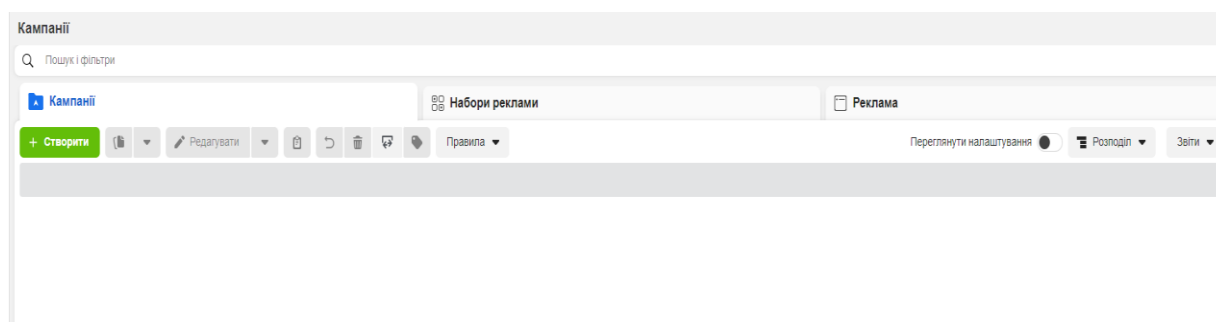 Кампанії
Пошук і фільтри
Кампанії
Набори реклами
Реклама
+ Створити
Редагувати
Правила
Переглянути налаштування
Розподіл
Звіти